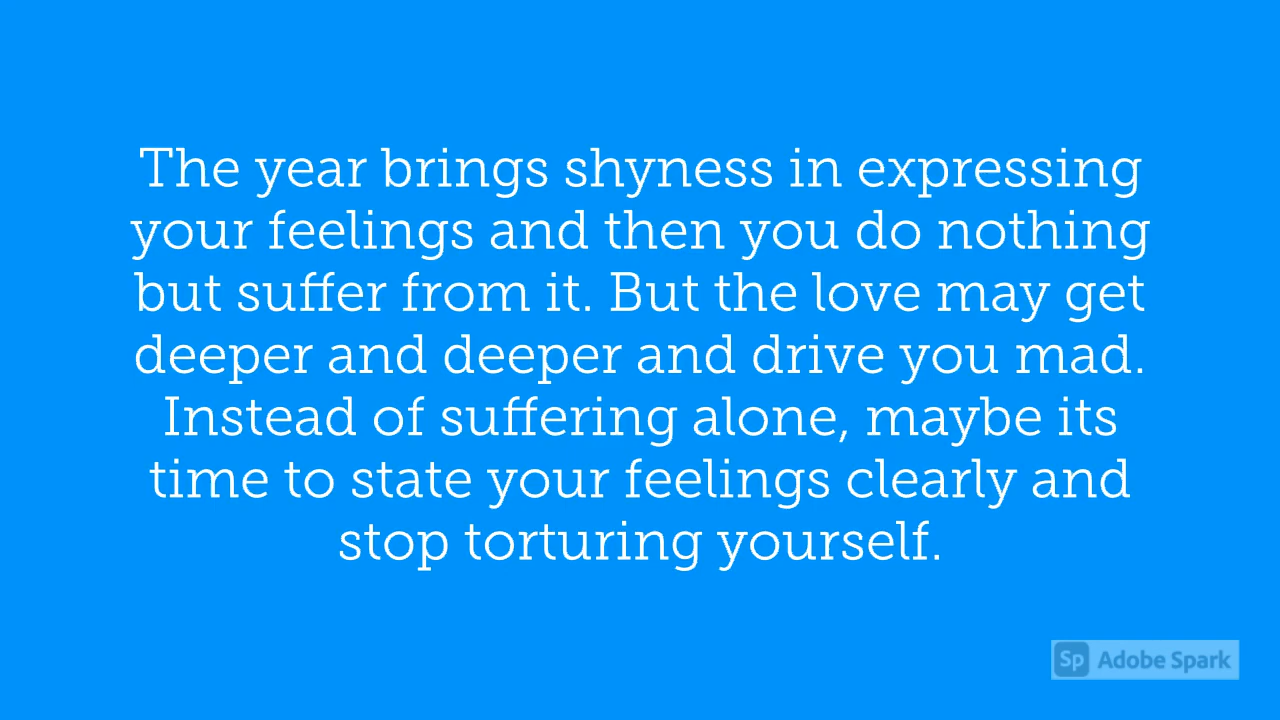 The year brings shyness in expressing
your feelings and then you do nothing
but suffer from it. But the love may get
deeper and deeper and drive you mad.
Instead of suffering alone, maybe its
time to state your feelings clearly and
stop torturing yourself.
Sp Adobe Spark